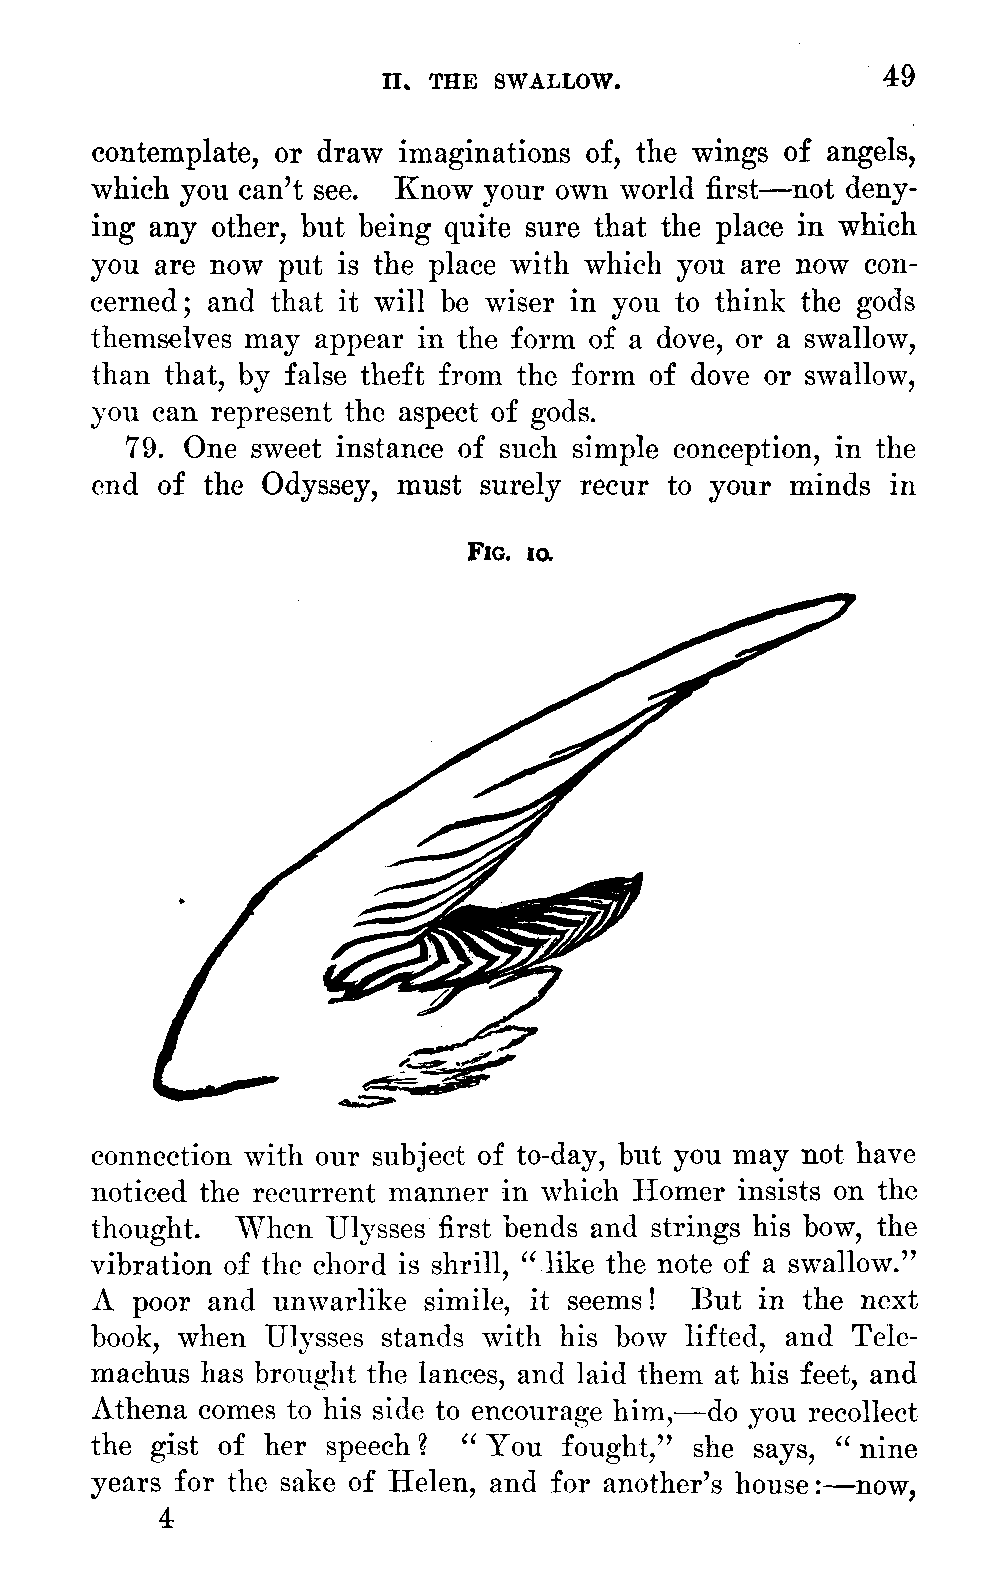 II. THE SWALLOW. 49
contemplate, or draw imaginations of, the wings of angels,
which you can't see. Know your own world first—not deny-
ing any other, but being quite sure that the place in which
you are now put is the place with which you are now con-
cerned; and that it will be wiser in you to think the gods
themselves may appear in the form of a dove, or a swallow,
than that, by false theft from the form of dove or swallow,
you can represent the aspect of gods.
79. One sweet instance of such simple conception, in the
end of the Odyssey, must surely recur to your minds in
FIG. 10.
connection with our subject of to-day, but you may not have
noticed the recurrent manner in which Homer insists on the
thought. When Ulysses first bends and strings his bow, the
vibration of the chord is shrill, "like the note of a swallow."
A poor and unwarlike simile, it seems! But in the next
book, when Ulysses stands with his bow lifted, and Tele-
machus has brought the lances, and laid them at his feet, and
Athena comes to his side to encourage him,—do you recollect
the gist of her speech? "You fought," she says, "nine
years for the sake of Helen, and for another's house:—now,
4